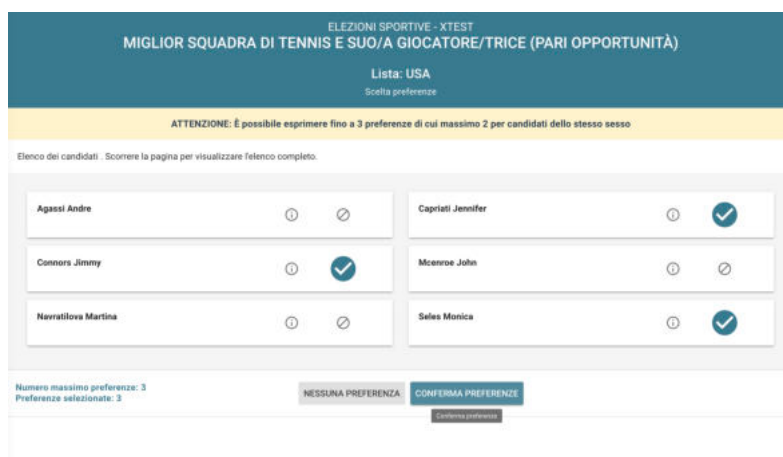 ELEZIONI SPORTIVE - XTEST
MIGLIOR SQUADRA DI TENNIS E SUO/A GIOCATORE/TRICE (PARI OPPORTUNITÀ)
Lista: USA
Scelta preferenze
ATTENZIONE: È possibile esprimere fino a 3 preferenze di cui massimo 2 per candidati dello stesso sesso
Elenco dei candidati . Scorrere la pagina per visualizzare l'elenco completo.
Agassi Andre
Capriati Jennifer
Connors Jimmy
Mcenroe John
Navratilova Martina
Seles Monica
Numero massimo preferenze: 3
Preferenze selezionate: 3
NESSUNA PREFERENZA
CONFERMA PREFERENZE
Conferma preferenze